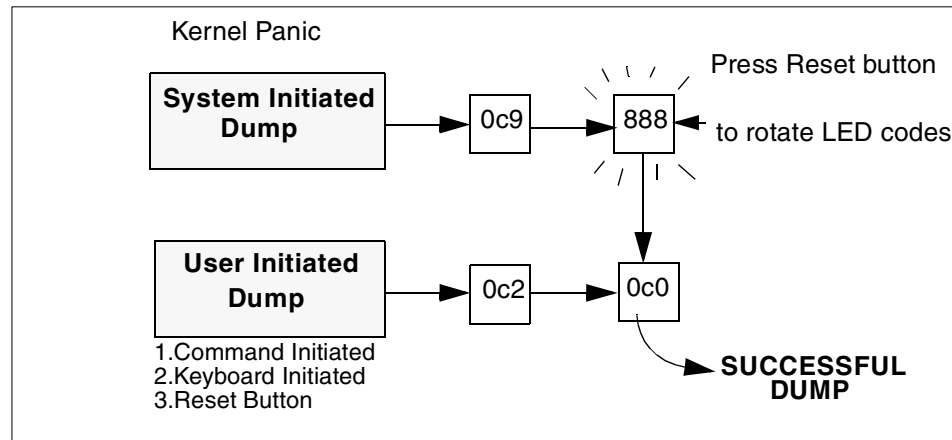 Kernel Panic
System Initiated
Dump
0c9
888
Press Reset button
to rotate LED codes
User Initiated
Dump
0c2
0c0
1.Command Initiated
2.Keyboard Initiated
3.Reset Button
SUCCESSFUL
DUMP